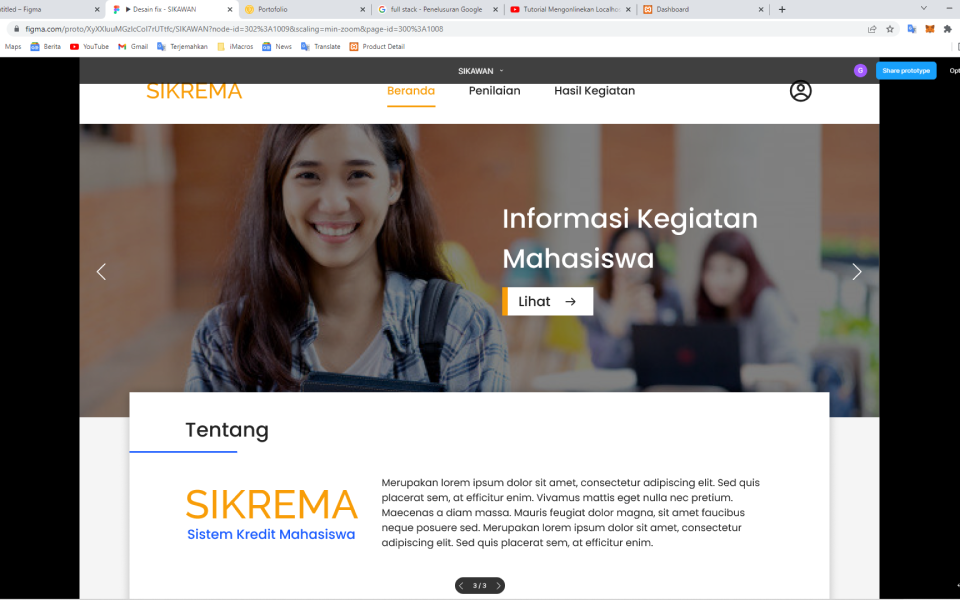 ntitled – Figma
Desain fix - SIKAWAN
Portofolio
full stack - Penelusuran Google
Tutorial Mengonlinekan Localho
Dashboard
figma.com/proto/XyXXluuMGzlcCoI7rUTtfc/SIKAWAN?node-id=302%3A1009&scaling=min-zoom&page-id=300%3A1008
Maps
Berita
YouTube
Gmail
Terjemahkan
iMacros
News
Translate
Product Detail
SIKAWAN
G
Share prototype
Opt
SIKREMA
Beranda
Penilaian
Hasil Kegiatan
Informasi Kegiatan
Mahasiswa
Lihat →
Tentang
SIKREMA
Sistem Kredit Mahasiswa
Merupakan lorem ipsum dolor sit amet, consectetur adipiscing elit. Sed quis
placerat sem, at efficitur enim. Vivamus mattis eget nulla nec pretium.
Maecenas a diam massa. Mauris feugiat dolor magna, sit amet faucibus
neque posuere sed. Merupakan lorem ipsum dolor sit amet, consectetur
adipiscing elit. Sed quis placerat sem, at efficitur enim.
3 / 3